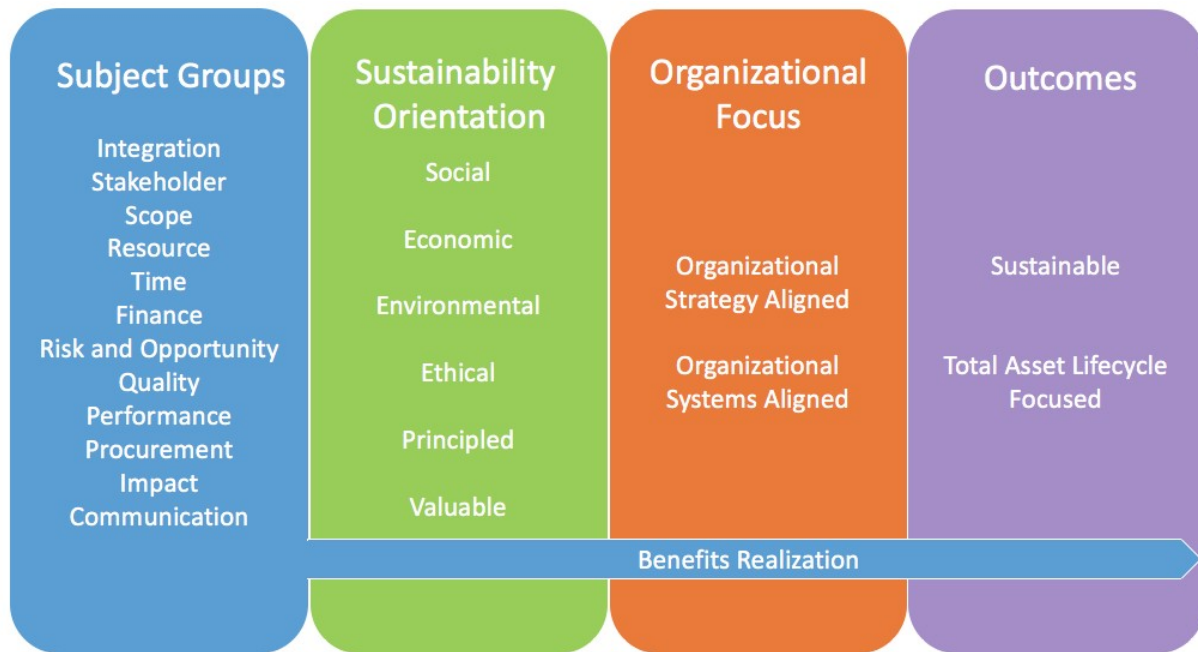 Subject Groups
Integration
Stakeholder
Scope
Resource
Time
Finance
Risk and Opportunity
Quality
Performance
Procurement
Impact
Communication
Sustainability
Orientation
Social
Economic
Environmental
Ethical
Principled
Valuable
Organizational
Focus
Organizational
Strategy Aligned
Organizational
Systems Aligned
Outcomes
Sustainable
Total Asset Lifecycle
Focused
Benefits Realization